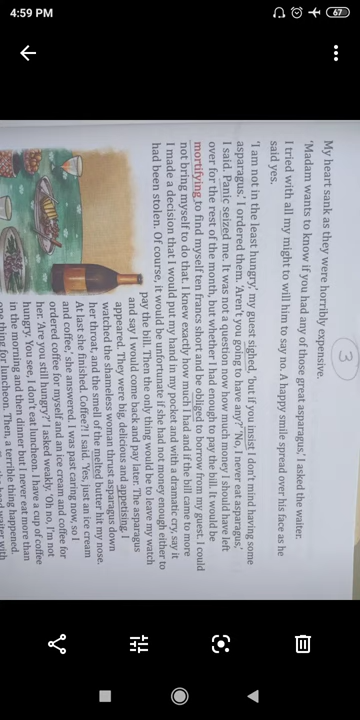 4:59 PM
67
3
My heart sank as they were horribly expensive.
'Madam wants to know if you had any of those great asparagus,' I asked the waiter.
I tried with all my might to will him to say no. A happy smile spread over his face as he
said yes.
'I am not in the least hungry,' my guest sighed, 'but if you insist I don't mind having some
asparagus.' I ordered them. 'Aren't you going to have any?' 'No, I never eat asparagus,'
I said. Panic seized me. It was not a question now how much money I should have left
over for the rest of the month, but whether I had enough to pay the bill. It would be
mortifying to find myself ten francs short and be obliged to borrow from my guest. I could
not bring myself to do that. I knew exactly how much I had and if the bill came to more
I made a decision that I would put my hand in my pocket and with a dramatic cry, say it
had been stolen. Of course, it would be unfortunate if she had not money enough either to
pay the bill. Then the only thing would be to leave my watch
and say I would come back and pay later. The asparagus
appeared. They were big, delicious and appetising. I
watched the shameless woman thrust asparagus down
her throat, and the smell of the melted butter hit my nose.
At last she finished. 'Coffee?' I said. 'Yes, just an ice cream
and coffee,' she answered. I was past caring now, so I
ordered coffee for myself and an ice cream and coffee for
her. 'Are you still hungry?' I asked weakly. 'Oh no, I'm not
hungry. You see, I don't eat luncheon. I have a cup of coffee
in the morning and then dinner but I never eat more than
one thing for luncheon. Then, a terrible thing happened.
waiter with